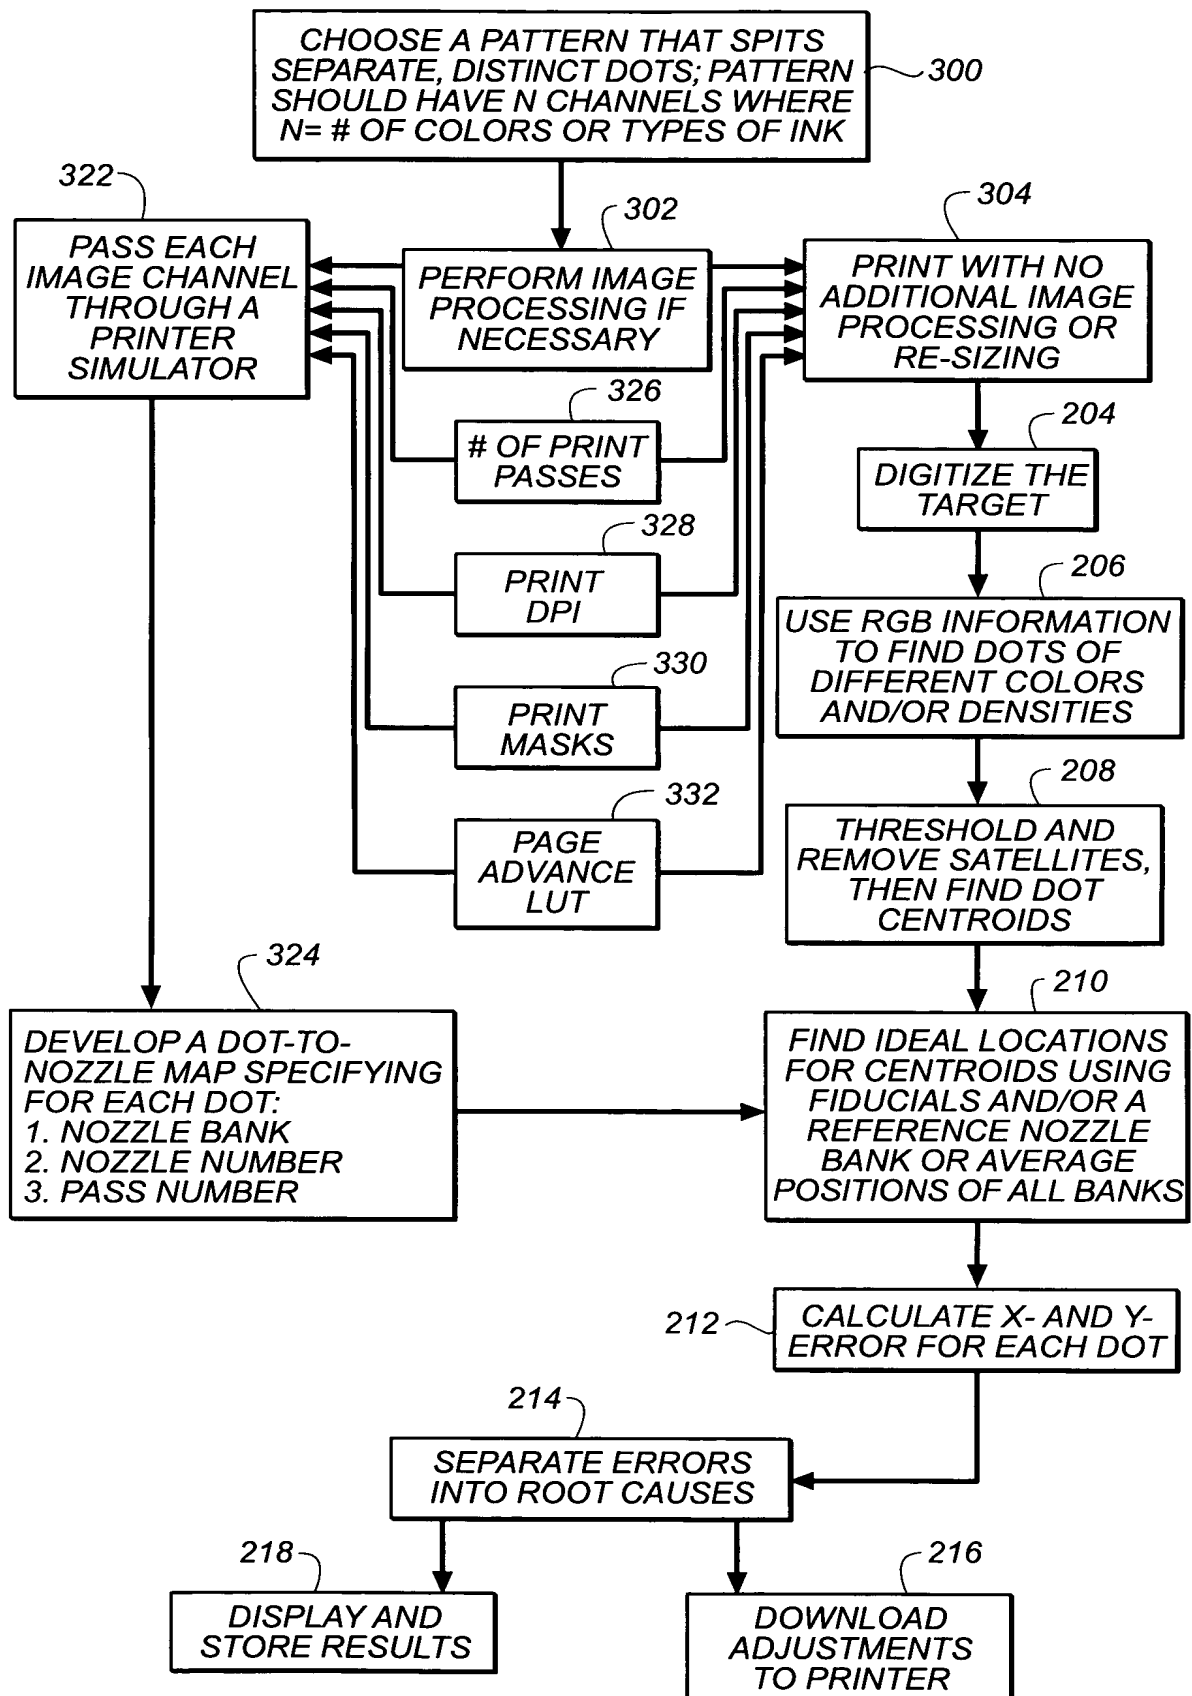 CHOOSE A PATTERN THAT SPITS
SEPARATE, DISTINCT DOTS; PATTERN
SHOULD HAVE N CHANNELS WHERE
N= # OF COLORS OR TYPES OF INK
300
322
PASS EACH
IMAGE CHANNEL
THROUGH A
PRINTER
SIMULATOR
302
PERFORM IMAGE
PROCESSING IF
NECESSARY
304
PRINT WITH NO
ADDITIONAL IMAGE
PROCESSING OR
RE-SIZING
326
# OF PRINT
PASSES
328
PRINT
DPI
330
PRINT
MASKS
332
PAGE
ADVANCE
LUT
204
DIGITIZE THE
TARGET
206
USE RGB INFORMATION
TO FIND DOTS OF
DIFFERENT COLORS
AND/OR DENSITIES
208
THRESHOLD AND
REMOVE SATELLITES,
THEN FIND DOT
CENTROIDS
324
DEVELOP A DOT-TO-
NOZZLE MAP SPECIFYING
FOR EACH DOT:
1. NOZZLE BANK
2. NOZZLE NUMBER
3. PASS NUMBER
210
FIND IDEAL LOCATIONS
FOR CENTROIDS USING
FIDUCIALS AND/OR A
REFERENCE NOZZLE
BANK OR AVERAGE
POSITIONS OF ALL BANKS
212
CALCULATE X- AND Y-
ERROR FOR EACH DOT
214
SEPARATE ERRORS
INTO ROOT CAUSES
218
DISPLAY AND
STORE RESULTS
216
DOWNLOAD
ADJUSTMENTS
TO PRINTER